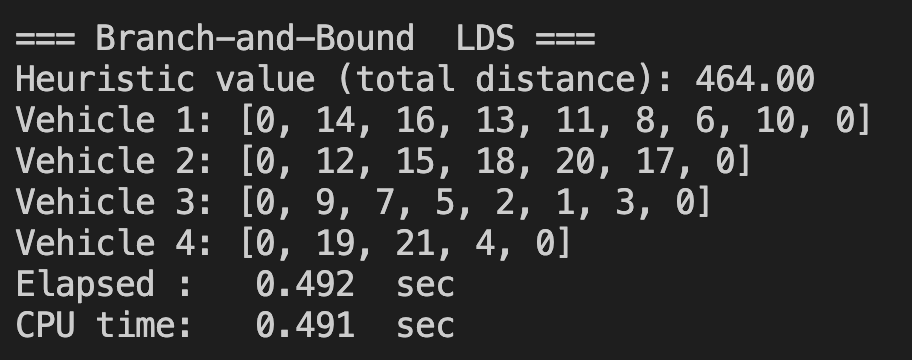 === Branch-and-Bound  LDS ===
Heuristic value (total distance): 464.00
Vehicle 1: [0, 14, 16, 13, 11, 8, 6, 10, 0]
Vehicle 2: [0, 12, 15, 18, 20, 17, 0]
Vehicle 3: [0, 9, 7, 5, 2, 1, 3, 0]
Vehicle 4: [0, 19, 21, 4, 0]
Elapsed :   0.492  sec
CPU time:   0.491  sec